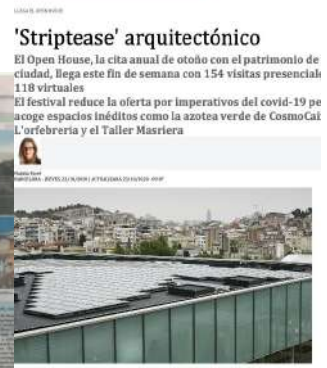 'Striptease' arquitectónico
El Open House, la cita anual de otoño con el patrimonio de
ciudad, llega este fin de semana con 154 visitas presenciale
118 virtuales
El festival reduce la oferta por imperativos del covid-19 pe
acoge espacios inéditos como la azotea verde de CosmoCai
L'orfebreria y el Taller Masriera